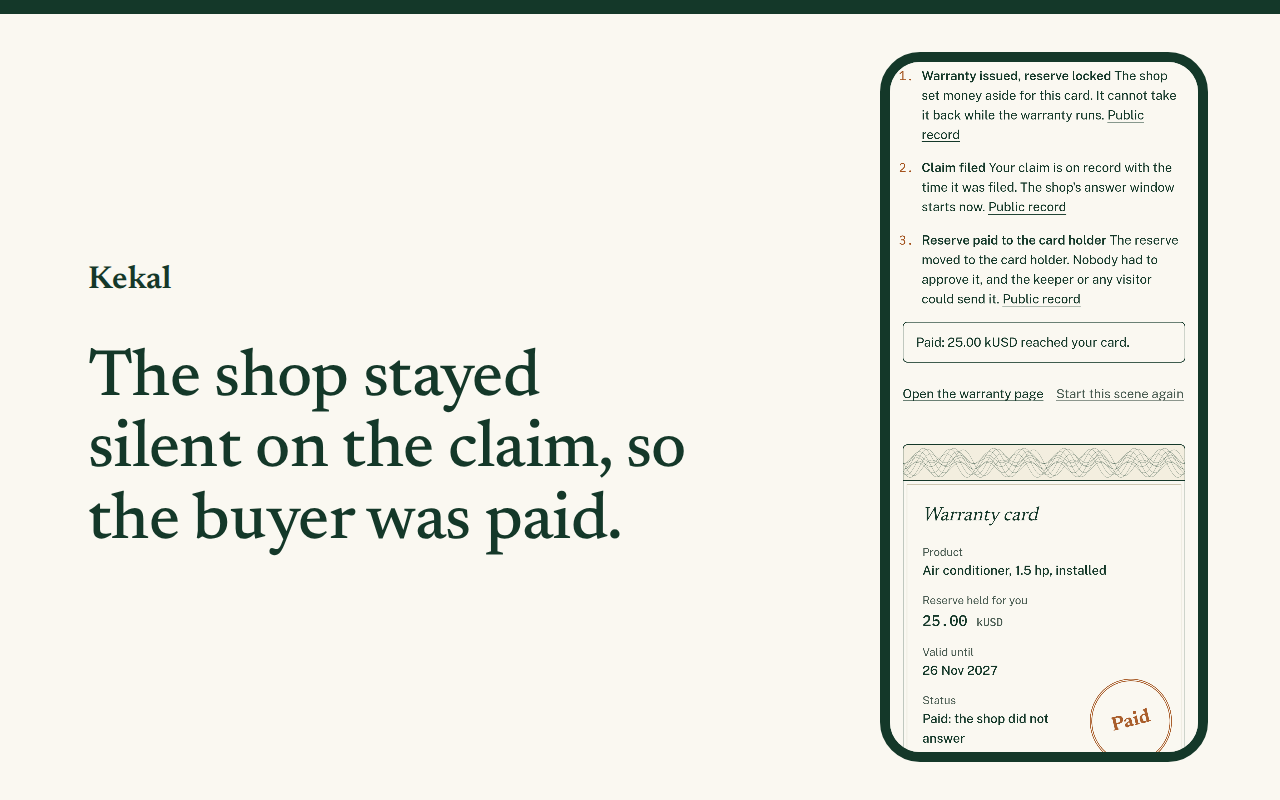 Kekal
The shop stayed
silent on the claim, so
the buyer was paid.
1. Warranty issued, reserve locked The shop
set money aside for this card. It cannot take
it back while the warranty runs. Public
record
2. Claim filed Your claim is on record with the
time it was filed. The shop's answer window
starts now. Public record
3. Reserve paid to the card holder The reserve
moved to the card holder. Nobody had to
approve it, and the keeper or any visitor
could send it. Public record
Paid: 25.00 kUSD reached your card.
Open the warranty page Start this scene again
Warranty card
Product
Air conditioner, 1.5 hp, installed
Reserve held for you
25.00 kUSD
Valid until
26 Nov 2027
Status
Paid: the shop did not
answer
Paid